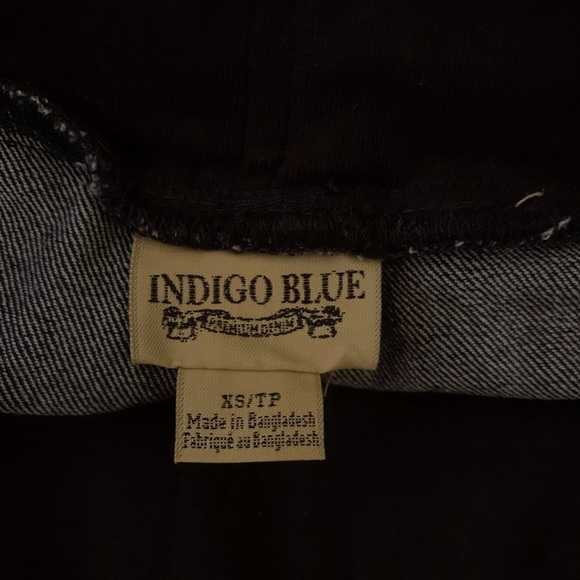 INDIGO BLUE
PREMIUM DENIM
XS/TP
Made in Bangladesh
Fabriqué au Bangladesh